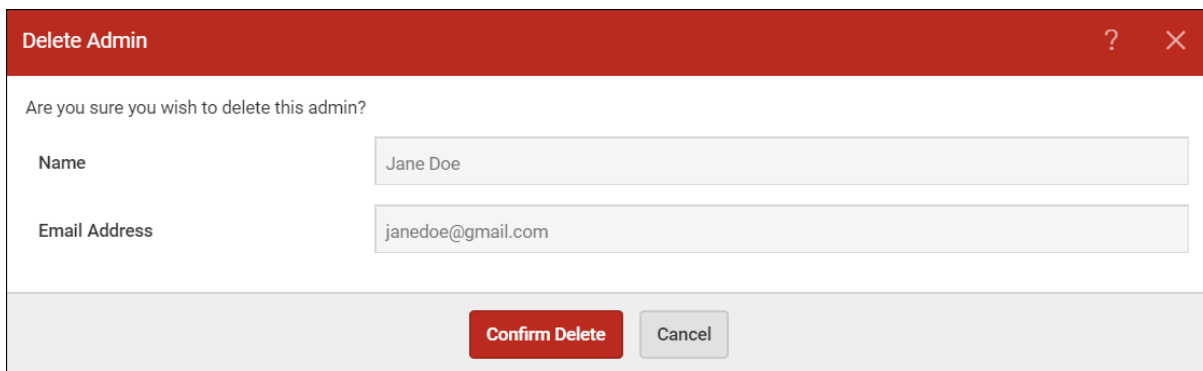 Delete Admin ?
Are you sure you wish to delete this admin?
Name Jane Doe
Email Address janedoe@gmail.com
Confirm Delete Cancel